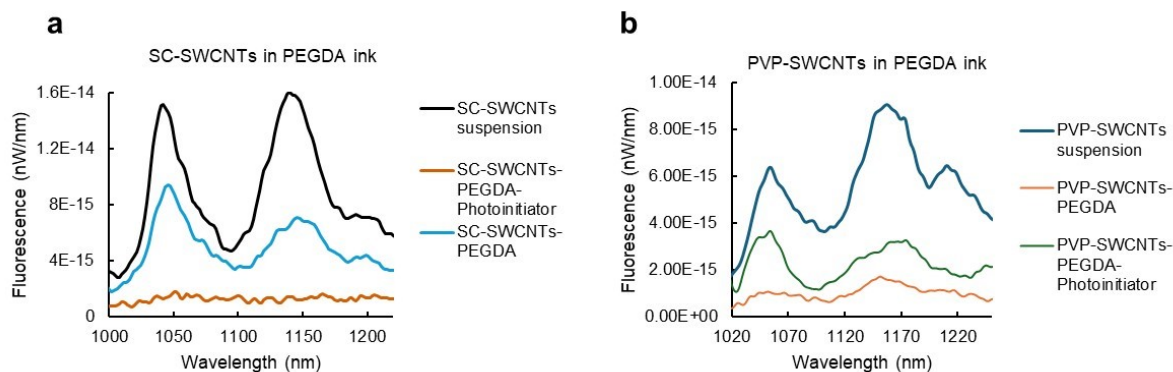 a
SC-SWCNTs in PEGDA ink
Fluorescence (nW/nm)
1.6E-14
1.2E-14
8E-15
4E-15
0
1000
1050
1100
1150
1200
Wavelength (nm)
SC-SWCNTs
suspension
SC-SWCNTs-
PEGDA-
Photoinitiator
SC-SWCNTs-
PEGDA
b
PVP-SWCNTs in PEGDA ink
Fluorescence (nW/nm)
1.00E-14
8.00E-15
6.00E-15
4.00E-15
2.00E-15
0.00E+00
1020
1070
1120
1170
1220
Wavelength (nm)
PVP-SWCNTs
suspension
PVP-SWCNTs-
PEGDA
PVP-SWCNTs-
PEGDA-
Photoinitiator